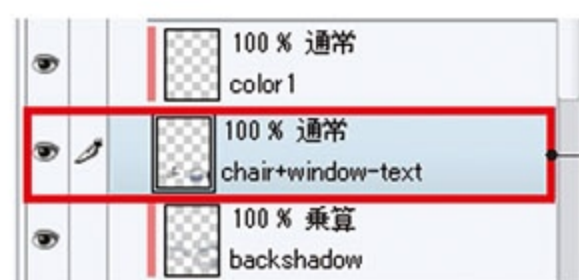 100 % 通常
color1
100 % 通常
chair+window-text
100 % 乗算
backshadow